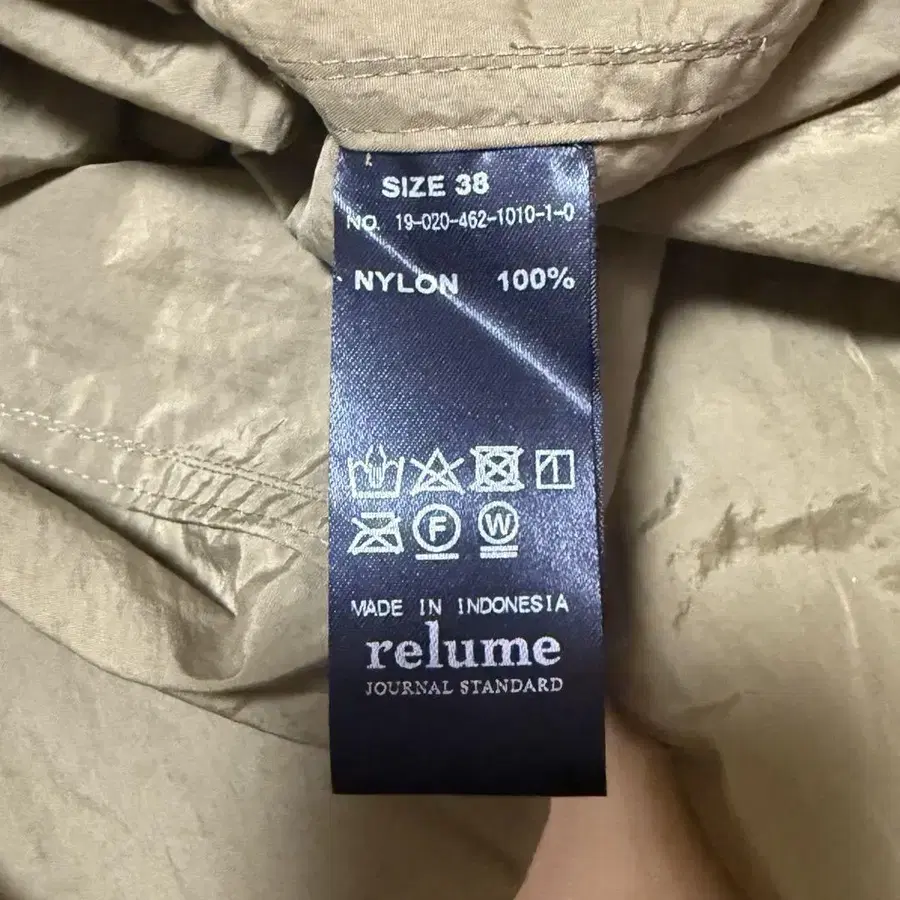 SIZE 38
NO. 19-020-462-1010-1-0
NYLON 100%
F W
MADE IN INDONESIA
relume
JOURNAL STANDARD